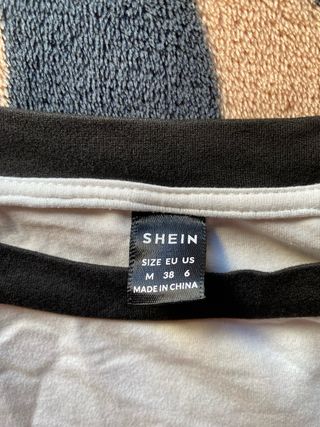 SHEIN
SIZE EU US
M 38 6
MADE IN CHINA